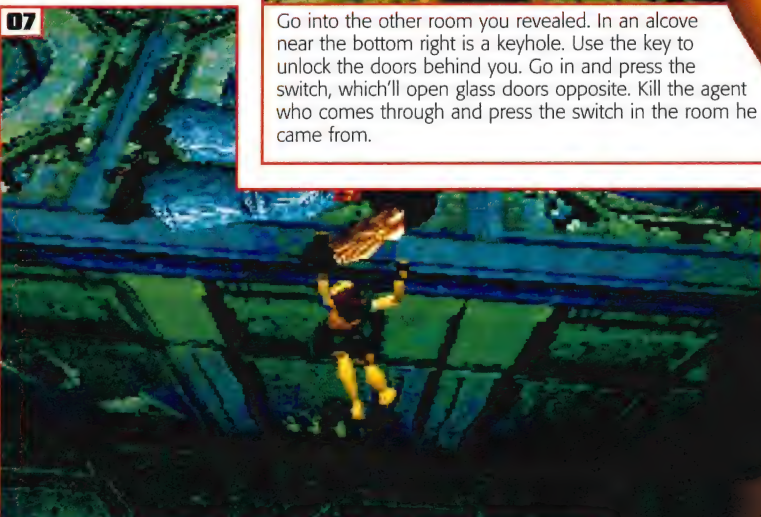 07
Go into the other room you revealed. In an alcove
near the bottom right is a keyhole. Use the key to
unlock the doors behind you. Go in and press the
switch, which'll open glass doors opposite. Kill the agent
who comes through and press the switch in the room he
came from.